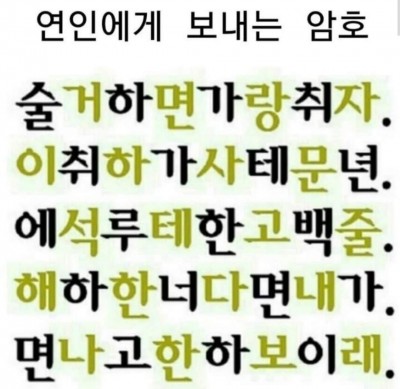 연인에게 보내는 암호
술거하면가랑취자.
이취하가사테문년.
에석루테한고백줄.
해하한너다면내가.
면나고한하보이래.